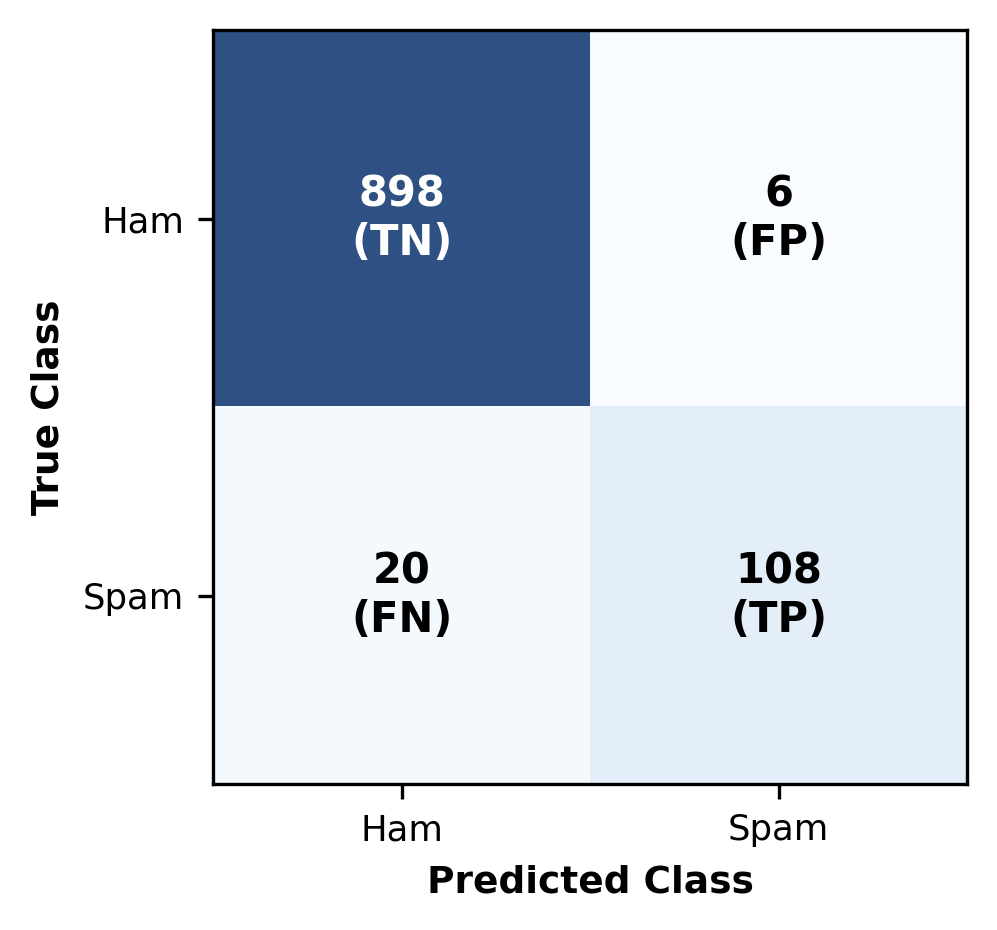 898
(TN)
6
(FP)
Ham
20
(FN)
108
(TP)
Spam
True Class
Ham
Spam
Predicted Class